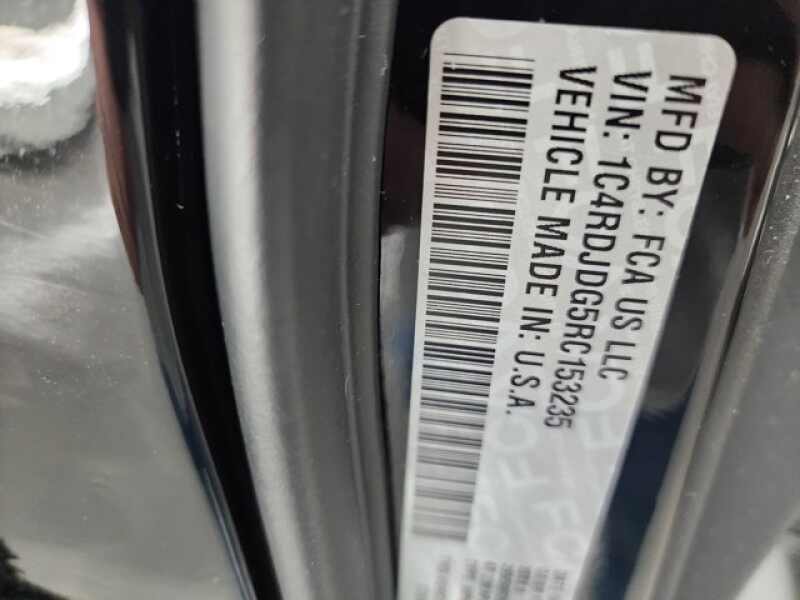 MFD BY: FCA US LLC
VIN: 1C4RDJDG5RC153235
VEHICLE MADE IN: U.S.A.